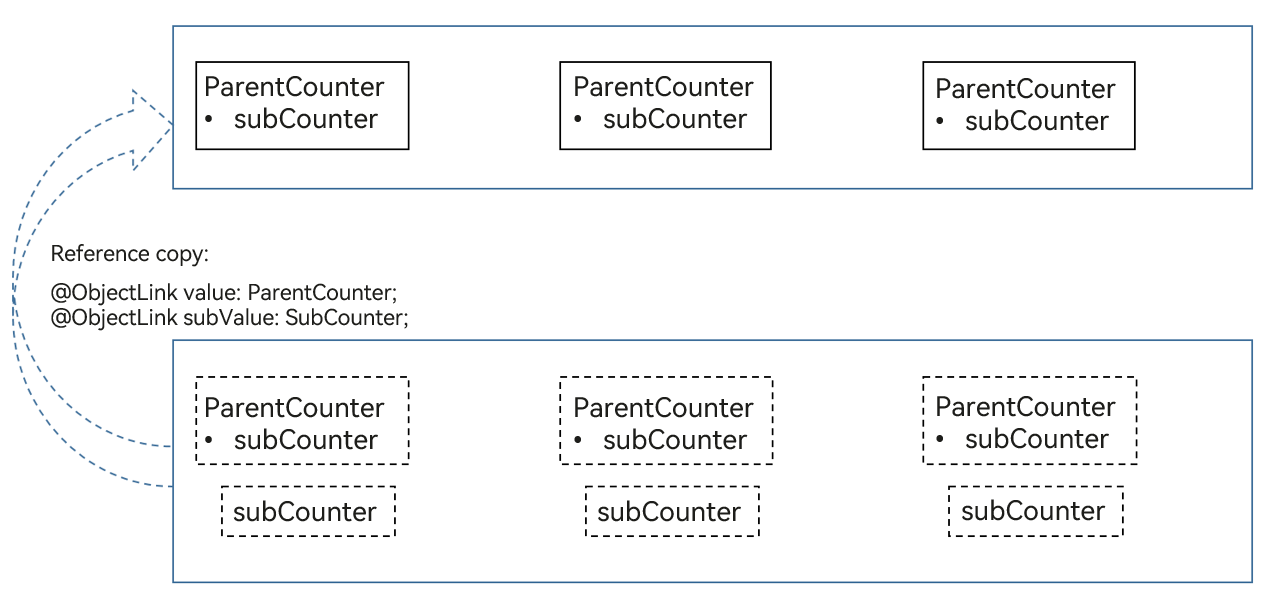 ParentCounter
• subCounter
ParentCounter
• subCounter
ParentCounter
• subCounter
Reference copy:
@ObjectLink value: ParentCounter;
@ObjectLink subValue: SubCounter;
ParentCounter
• subCounter
ParentCounter
• subCounter
ParentCounter
• subCounter
subCounter
subCounter
subCounter